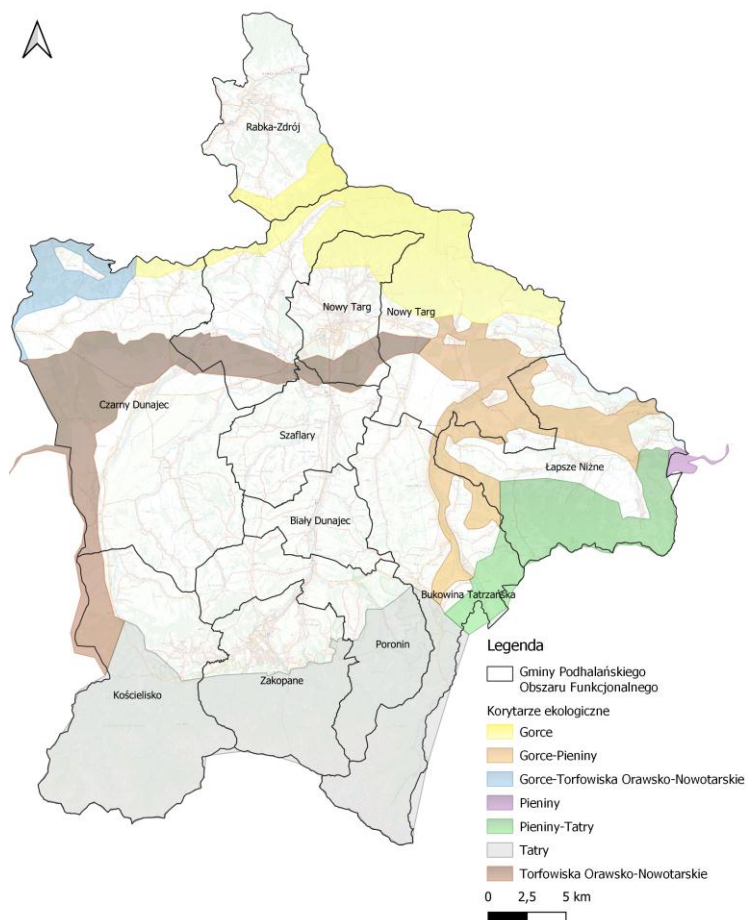 Rabka-Zdrój
Nowy Targ
Nowy Targ
Czarny Dunajec
Szaflary
Łapsze Niżne
Biały Dunajec
Bukowina Tatrzańska
Poronin
Zakopane
Kościelisko
Legenda
Gminy Podhalańskiego
Obszaru Funkcjonalnego
Korytarze ekologiczne
Gorce
Gorce-Pieniny
Gorce-Torfowiska Orawsko-Nowotarskie
Pieniny
Pieniny-Tatry
Tatry
Torfowiska Orawsko-Nowotarskie
0 2,5 5 km